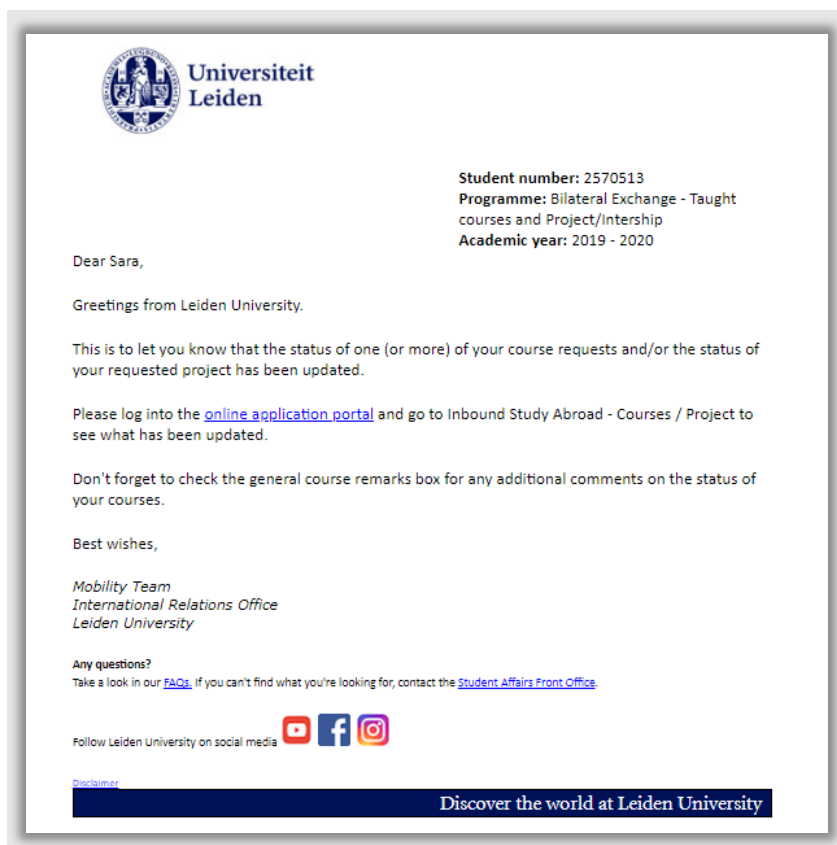 Universiteit
Leiden
Student number: 2570513
Programme: Bilateral Exchange - Taught
courses and Project/Intership
Academic year: 2019 - 2020
Dear Sara,
Greetings from Leiden University.
This is to let you know that the status of one (or more) of your course requests and/or the status of
your requested project has been updated.
Please log into the online application portal and go to Inbound Study Abroad - Courses / Project to
see what has been updated.
Don't forget to check the general course remarks box for any additional comments on the status of
your courses.
Best wishes,
Mobility Team
International Relations Office
Leiden University
Any questions?
Take a look in our FAQs. If you can't find what you're looking for, contact the Student Affairs Front Office.
Follow Leiden University on social media
Disclaimer
Discover the world at Leiden University